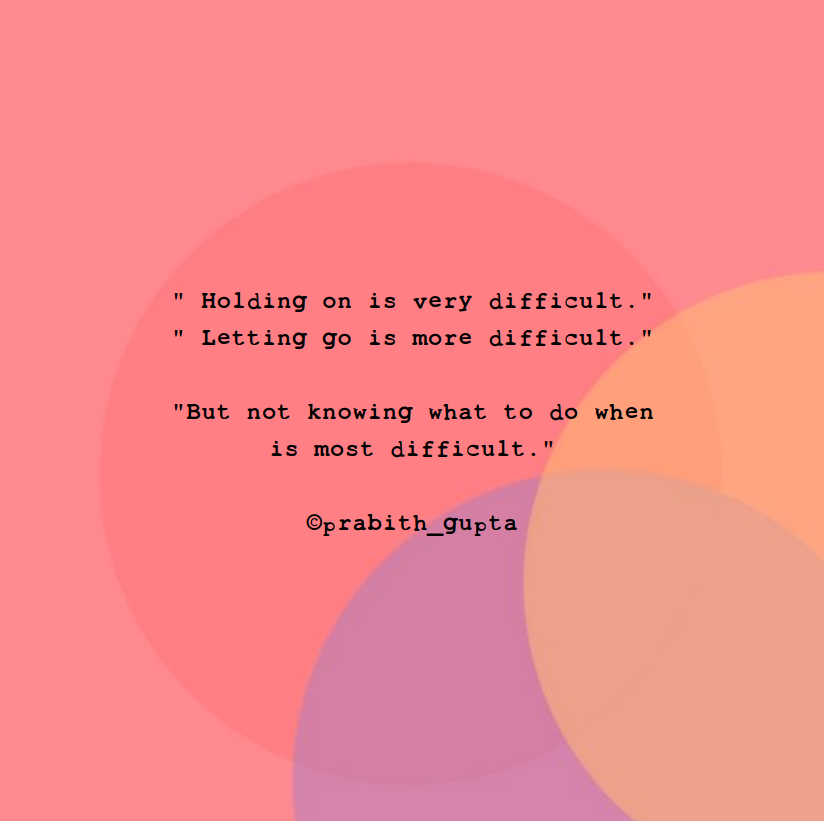 " Holding on is very difficult."
" Letting go is more difficult."
"But not knowing what to do when
is most difficult."
©prabith_gupta